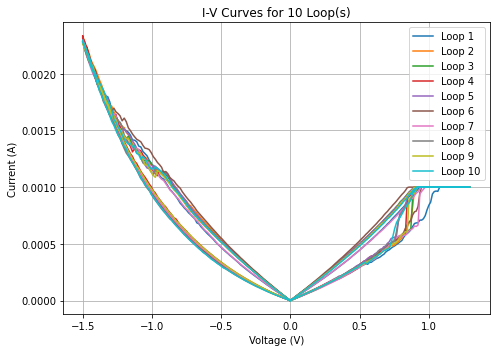 I-V Curves for 10 Loop(s)
Loop 1
Loop 2
Loop 3
Loop 4
Loop 5
Loop 6
Loop 7
Loop 8
Loop 9
Loop 10
Current (A)
0.0020
0.0015
0.0010
0.0005
0.0000
−1.5 −1.0 −0.5 0.0 0.5 1.0
Voltage (V)